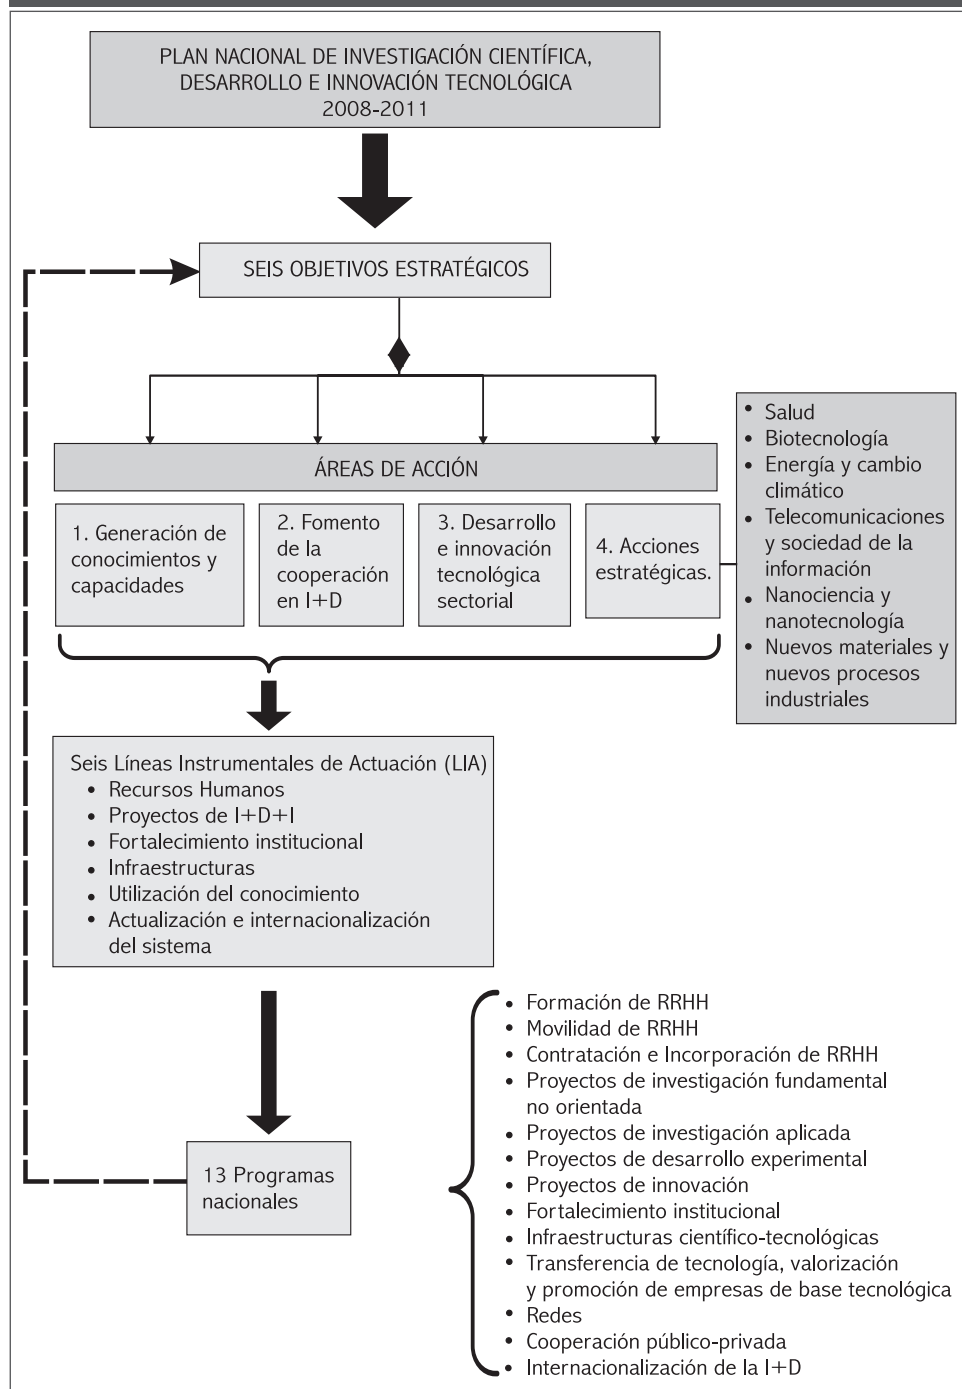 PLAN NACIONAL DE INVESTIGACIÓN CIENTÍFICA,
DESARROLLO E INNOVACIÓN TECNOLÓGICA
2008-2011
SEIS OBJETIVOS ESTRATÉGICOS
ÁREAS DE ACCIÓN
1. Generación de
conocimientos y
capacidades
2. Fomento
de la
cooperación
en I+D
3. Desarrollo
e innovación
tecnológica
sectorial
4. Acciones
estratégicas.
• Salud
• Biotecnología
• Energía y cambio
climático
• Telecomunicaciones
y sociedad de la
información
• Nanociencia y
nanotecnología
• Nuevos materiales y
nuevos procesos
industriales
Seis Líneas Instrumentales de Actuación (LIA)
• Recursos Humanos
• Proyectos de I+D+I
• Fortalecimiento institucional
• Infraestructuras
• Utilización del conocimiento
• Actualización e internacionalización
del sistema
13 Programas
nacionales
• Formación de RRHH
• Movilidad de RRHH
• Contratación e Incorporación de RRHH
• Proyectos de investigación fundamental
no orientada
• Proyectos de investigación aplicada
• Proyectos de desarrollo experimental
• Proyectos de innovación
• Fortalecimiento institucional
• Infraestructuras científico-tecnológicas
• Transferencia de tecnología, valorización
y promoción de empresas de base tecnológica
• Redes
• Cooperación público-privada
• Internacionalización de la I+D